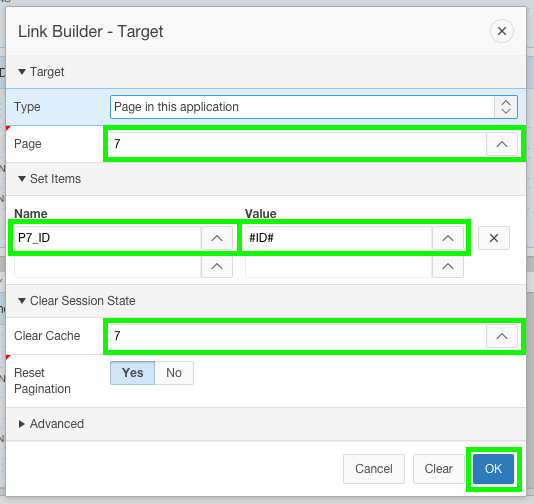 Link Builder - Target
Target
Type Page in this application
Page 7
Set Items
Name Value
P7_ID #ID#
Clear Session State
Clear Cache 7
Reset
Pagination Yes No
Advanced
Cancel Clear OK